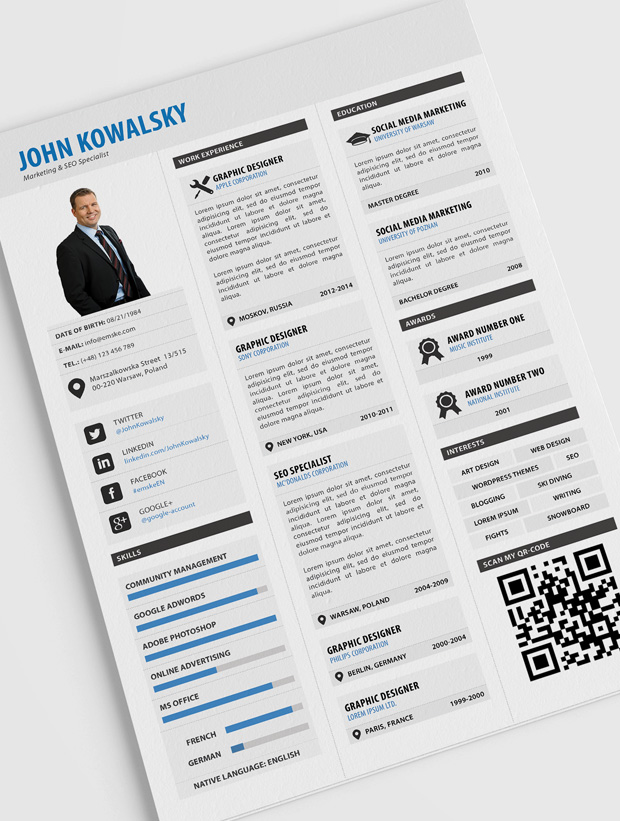 JOHN KOWALSKY
Marketing & SEO Specialist
DATE OF BIRTH: 08/21/1984
E-MAIL: info@emske.com
TEL.: (+48) 123 456 789
Marszalkowska Street 13/515
00-220 Warsaw, Poland
TWITTER
@JohnKowalsky
LINKEDIN
linkedin.com/JohnKowalsky
FACEBOOK
#emskeEN
GOOGLE+
@google-account
SKILLS
COMMUNITY MANAGEMENT
GOOGLE ADWORDS
ADOBE PHOTOSHOP
ONLINE ADVERTISING
MS OFFICE
FRENCH
GERMAN
NATIVE LANGUAGE: ENGLISH
WORK EXPERIENCE
GRAPHIC DESIGNER
APPLE CORPORATION
Lorem ipsum dolor sit amet, consectetur
adipisicing elit, sed do eiusmod tempor
incididunt ut labore et dolore magna
aliqua. Lorem ipsum dolor sit amet,
consectetur adipisicing elit, sed do
eiusmod tempor incididunt ut labore et
dolore magna aliqua.
Lorem ipsum dolor sit amet, consectetur
adipisicing elit, sed do eiusmod tempor
incididunt ut labore et dolore magna
aliqua.
MOSKOV, RUSSIA 2012-2014
GRAPHIC DESIGNER
SONY CORPORATION
Lorem ipsum dolor sit amet, consectetur
adipisicing elit, sed do eiusmod tempor
incididunt ut labore et dolore magna
aliqua. Lorem ipsum dolor sit amet,
consectetur adipisicing elit, sed do
eiusmod tempor incididunt ut labore et
dolore magna aliqua.
NEW YORK, USA 2010-2011
SEO SPECIALIST
MC'DONALDS CORPORATION
Lorem ipsum dolor sit amet, consectetur
adipisicing elit, sed do eiusmod tempor
incididunt ut labore et dolore magna
aliqua. Lorem ipsum dolor sit amet,
consectetur adipisicing elit, sed do
eiusmod tempor incididunt ut labore et
dolore magna aliqua.
Lorem ipsum dolor sit amet, consectetur
adipisicing elit, sed do eiusmod tempor
incididunt ut labore et dolore magna
aliqua.
WARSAW, POLAND 2004-2009
GRAPHIC DESIGNER
PHILIPS CORPORATION
BERLIN, GERMANY 2000-2004
GRAPHIC DESIGNER
LOREM IPSUM LTD.
PARIS, FRANCE 1999-2000
EDUCATION
SOCIAL MEDIA MARKETING
UNIVERSITY OF WARSAW
Lorem ipsum dolor sit amet, consectetur
adipisicing elit, sed do eiusmod tempor
incididunt ut labore et dolore magna
aliqua.
MASTER DEGREE 2010
SOCIAL MEDIA MARKETING
UNIVERSITY OF POZNAN
Lorem ipsum dolor sit amet, consectetur
adipisicing elit, sed do eiusmod tempor
incididunt ut labore et dolore magna
aliqua.
BACHELOR DEGREE 2008
AWARDS
AWARD NUMBER ONE
MUSIC INSTITUTE
1999
AWARD NUMBER TWO
NATIONAL INSTITUTE
2001
INTERESTS
ART DESIGN WEB DESIGN
WORDPRESS THEMES SEO
BLOGGING SKI DIVING
LOREM IPSUM WRITING
FIGHTS SNOWBOARD
SCAN MY QR-CODE